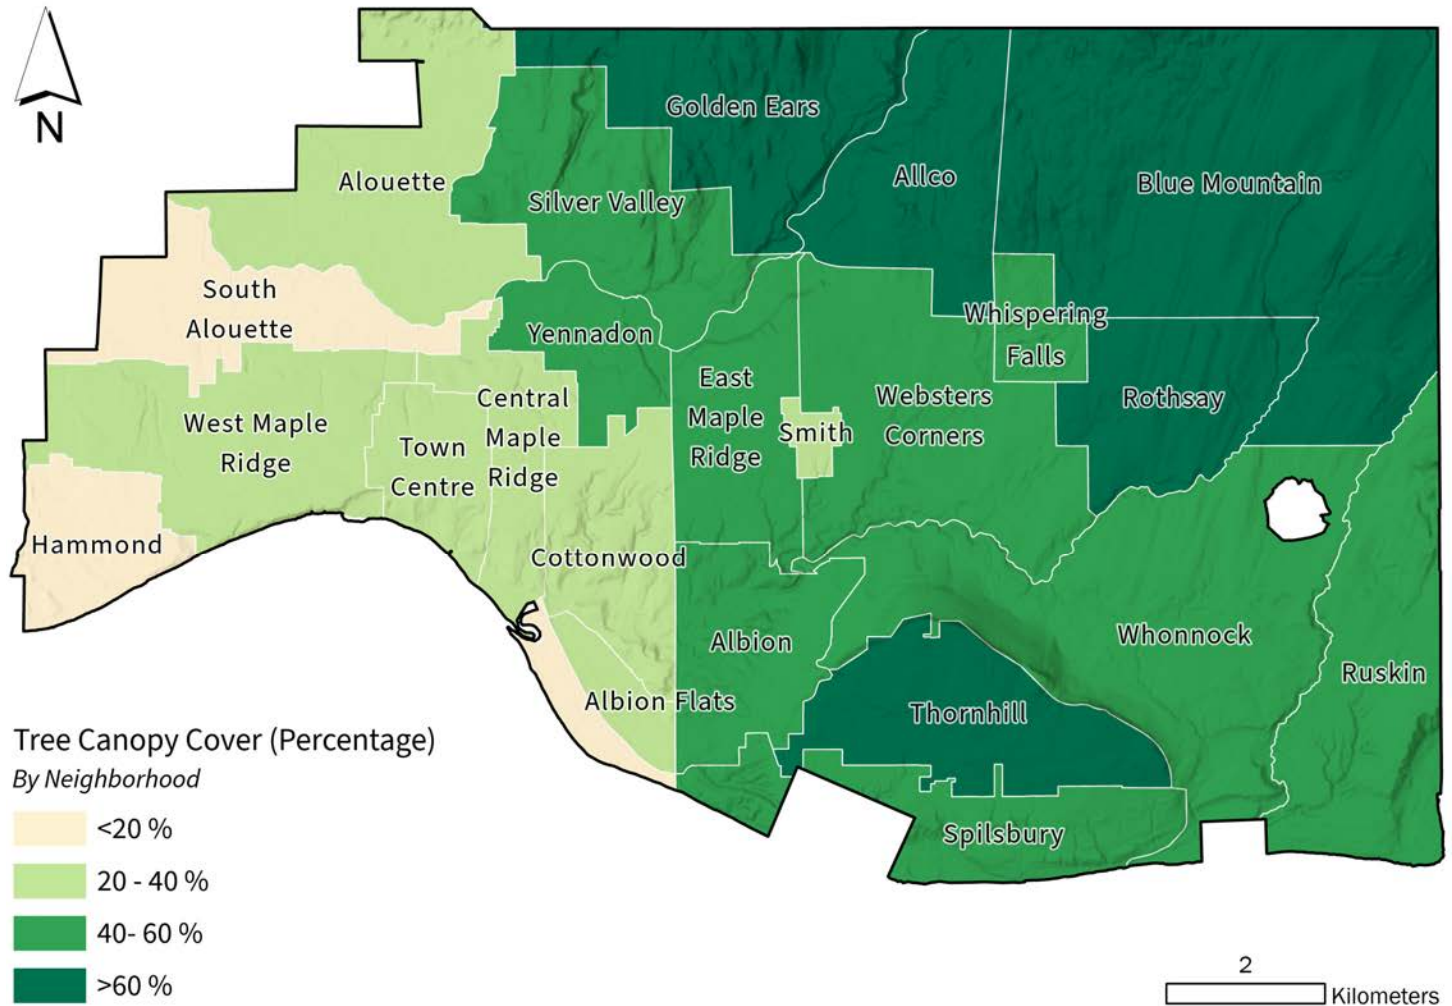 N
Golden Ears
Alouette
Allco
Blue Mountain
Silver Valley
South
Alouette
Yennadon
Whispering
Falls
East
Maple
Ridge
Central
Maple
Ridge
Websters
Corners
Rothsay
West Maple
Ridge
Town
Centre
Smith
Hammond
Cottonwood
Albion
Whonnock
Ruskin
Albion Flats
Thornhill
Spilsbury
Tree Canopy Cover (Percentage)
By Neighborhood
<20 %
20 - 40 %
40- 60 %
>60 %
2
Kilometers